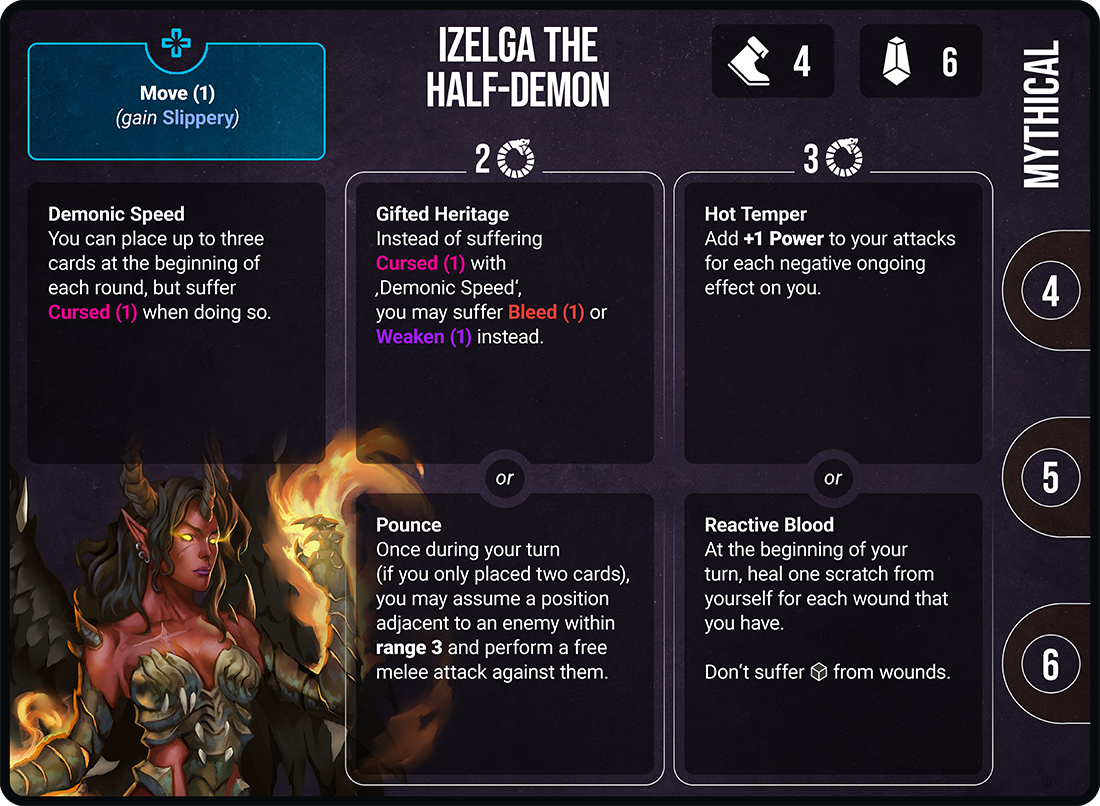 Move (1)
(gain Slippery)
IZELGA THE
HALF-DEMON
4
6
MYTHICAL
Demonic Speed
You can place up to three
cards at the beginning of
each round, but suffer
Cursed (1) when doing so.
2
Gifted Heritage
Instead of suffering
Cursed (1) with
‚Demonic Speed‘,
you may suffer Bleed (1) or
Weaken (1) instead.
or
Pounce
Once during your turn
(if you only placed two cards),
you may assume a position
adjacent to an enemy within
range 3 and perform a free
melee attack against them.
3
Hot Temper
Add +1 Power to your attacks
for each negative ongoing
effect on you.
or
Reactive Blood
At the beginning of your
turn, heal one scratch from
yourself for each wound that
you have.
Don‘t suffer from wounds.
4
5
6